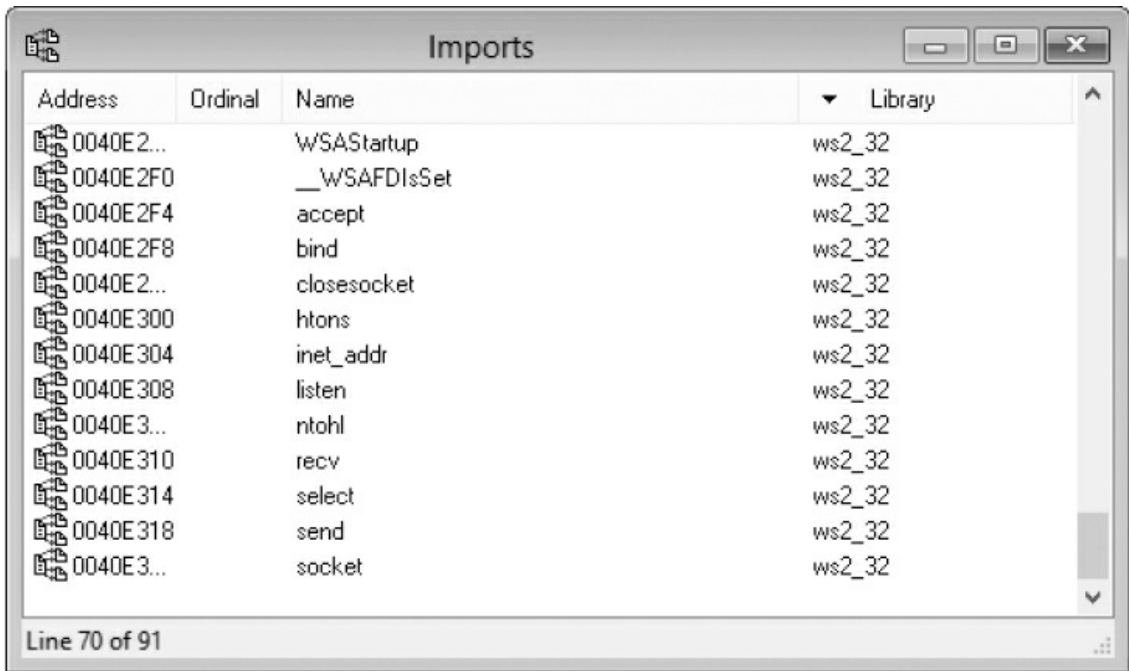 Imports
Address Ordinal Name Library
0040E2... WSAStartup ws2_32
0040E2F0 __WSAFDIsSet ws2_32
0040E2F4 accept ws2_32
0040E2F8 bind ws2_32
0040E2... closesocket ws2_32
0040E300 htons ws2_32
0040E304 inet_addr ws2_32
0040E308 listen ws2_32
0040E3... ntohl ws2_32
0040E310 recv ws2_32
0040E314 select ws2_32
0040E318 send ws2_32
0040E3... socket ws2_32
Line 70 of 91